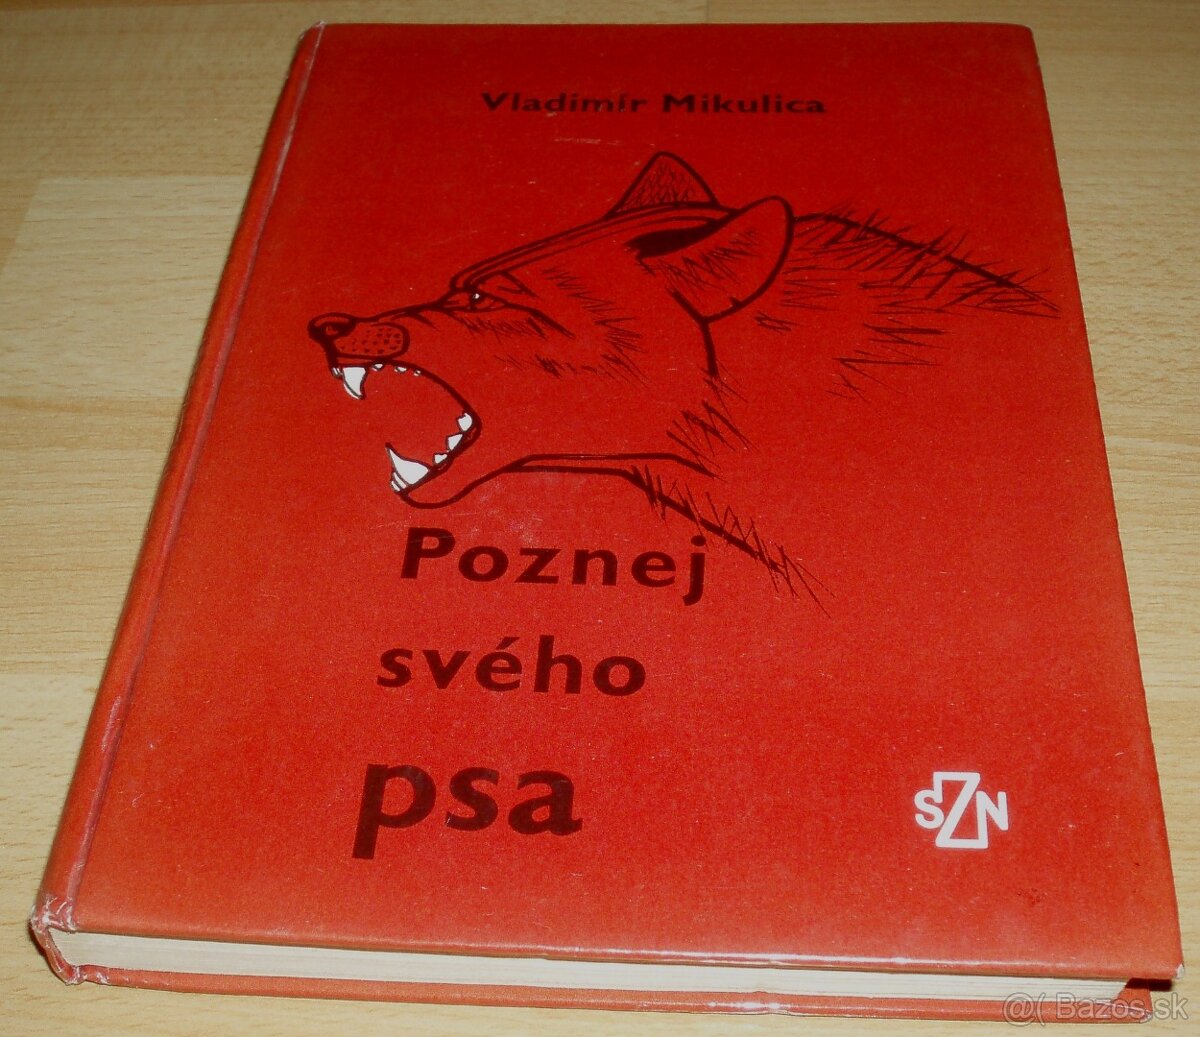 Vladimír Mikulica
Poznej
svého
psa
SZN
@( Bazos.sk